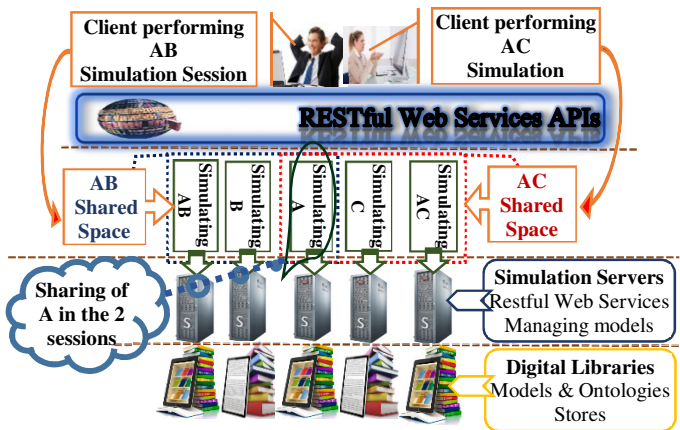 Client performing
AB
Simulation Session
Client performing
AC
Simulation
RESTful Web Services APIs
AB
Shared
Space
Simulating
AB
Simulating
B
Simulating
A
Simulating
C
Simulating
AC
AC
Shared
Space
Sharing of
A in the 2
sessions
S
S
S
S
S
Simulation Servers
Restful Web Services
Managing models
Digital Libraries
Models & Ontologies
Stores